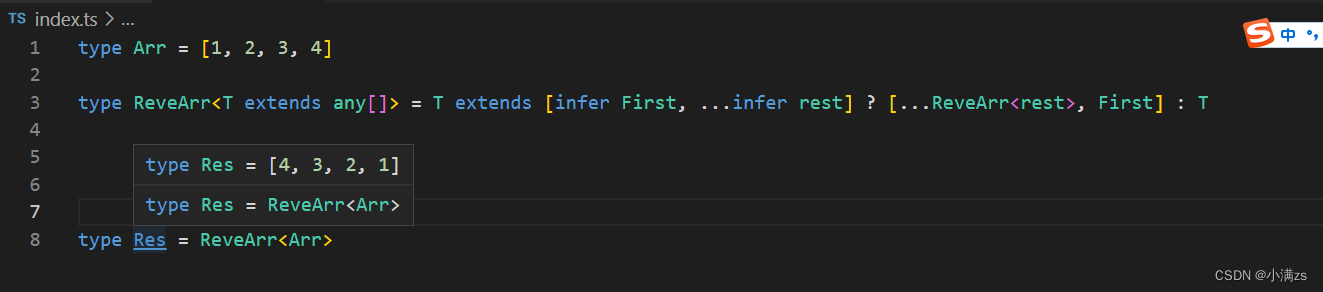 TS index.ts > ...
1 type Arr = [1, 2, 3, 4]
2
3 type ReveArr<T extends any[]> = T extends [infer First, ...infer rest] ? [...ReveArr<rest>, First] : T
4
5 type Res = [4, 3, 2, 1]
6
type Res = ReveArr<Arr>
7
8 type Res = ReveArr<Arr>
S 中 °,
CSDN @小满zs